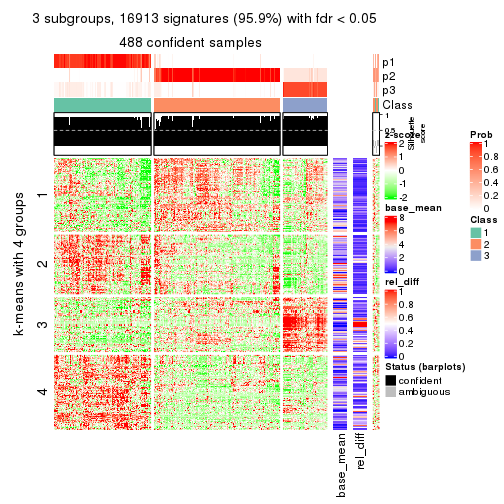 3 subgroups, 16913 signatures (95.9%) with fdr < 0.05
488 confident samples
p1
p2
p3
Class
1
0.5
Silhouette
score
k-means with 4 groups
1
2
3
4
base_mean
rel_diff
z-score
2
1
0
-1
-2
base_mean
8
6
4
2
0
rel_diff
1
0.8
0.6
0.4
0.2
0
Status (barplots)
confident
ambiguous
Prob
1
0.8
0.6
0.4
0.2
0
Class
1
2
3